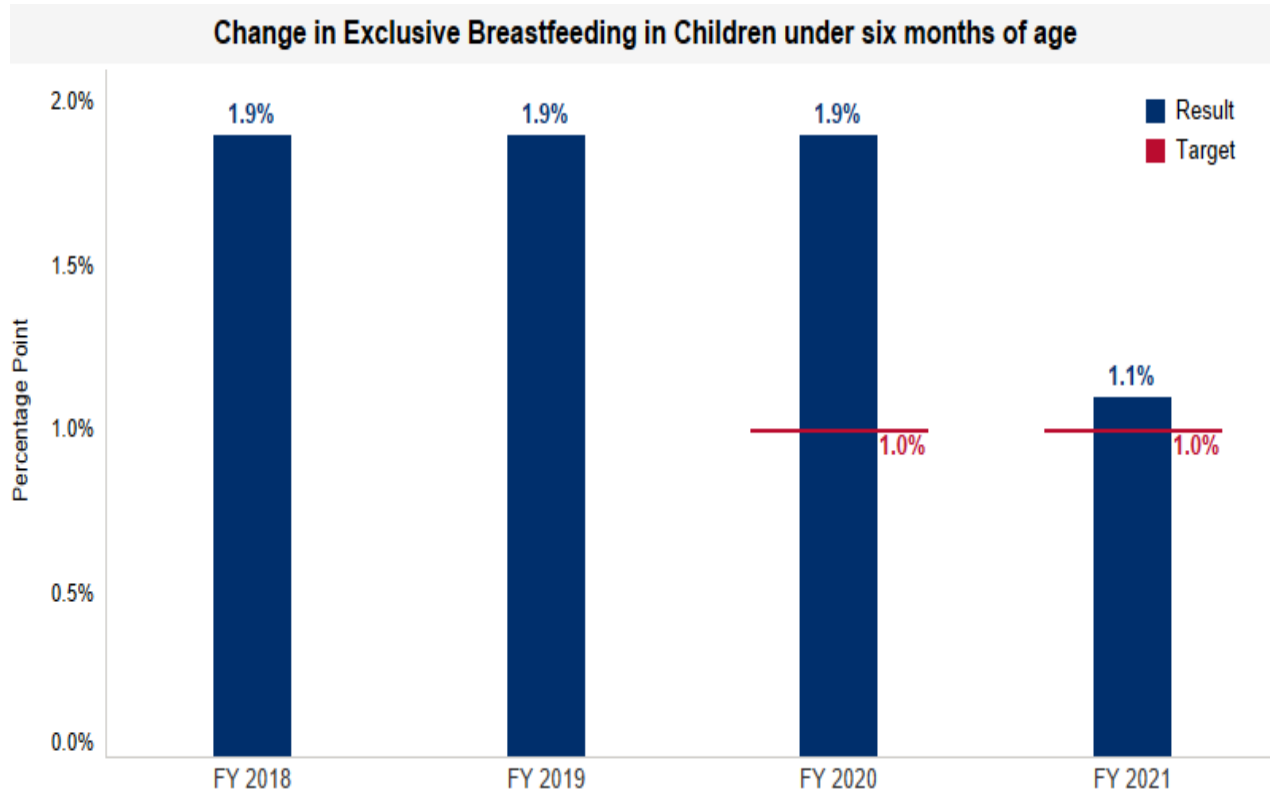 Change in Exclusive Breastfeeding in Children under six months of age
Result
Target
Percentage Point
2.0%
1.5%
1.0%
0.5%
0.0%
1.9%
1.9%
1.9%
1.0%
1.1%
1.0%
FY 2018
FY 2019
FY 2020
FY 2021